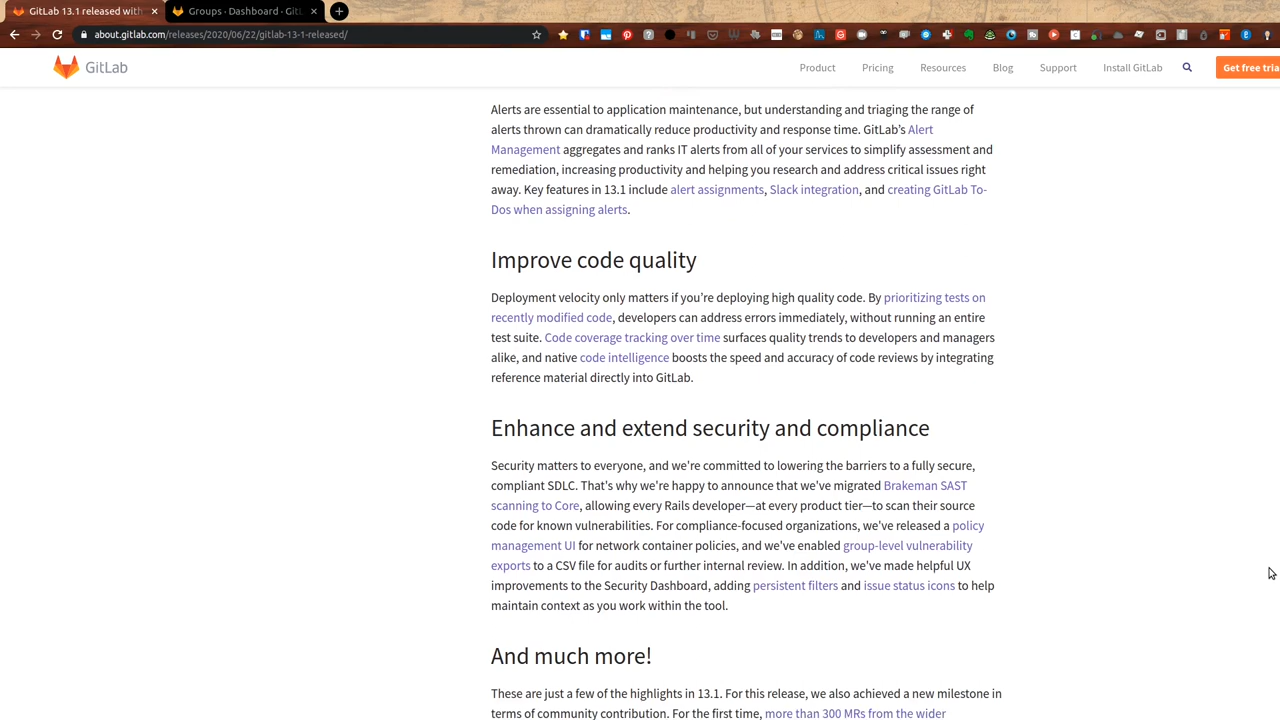 GitLab 13.1 released with
Groups · Dashboard · GitL
about.gitlab.com/releases/2020/06/22/gitlab-13-1-released/
GitLab
Product
Pricing
Resources
Blog
Support
Install GitLab
Get free tria
Alerts are essential to application maintenance, but understanding and triaging the range of
alerts thrown can dramatically reduce productivity and response time. GitLab’s Alert
Management aggregates and ranks IT alerts from all of your services to simplify assessment and
remediation, increasing productivity and helping you research and address critical issues right
away. Key features in 13.1 include alert assignments, Slack integration, and creating GitLab To-
Dos when assigning alerts.
Improve code quality
Deployment velocity only matters if you’re deploying high quality code. By prioritizing tests on
recently modified code, developers can address errors immediately, without running an entire
test suite. Code coverage tracking over time surfaces quality trends to developers and managers
alike, and native code intelligence boosts the speed and accuracy of code reviews by integrating
reference material directly into GitLab.
Enhance and extend security and compliance
Security matters to everyone, and we're committed to lowering the barriers to a fully secure,
compliant SDLC. That's why we're happy to announce that we've migrated Brakeman SAST
scanning to Core, allowing every Rails developer—at every product tier—to scan their source
code for known vulnerabilities. For compliance-focused organizations, we've released a policy
management UI for network container policies, and we've enabled group-level vulnerability
exports to a CSV file for audits or further internal review. In addition, we've made helpful UX
improvements to the Security Dashboard, adding persistent filters and issue status icons to help
maintain context as you work within the tool.
And much more!
These are just a few of the highlights in 13.1. For this release, we also achieved a new milestone in
terms of community contribution. For the first time, more than 300 MRs from the wider